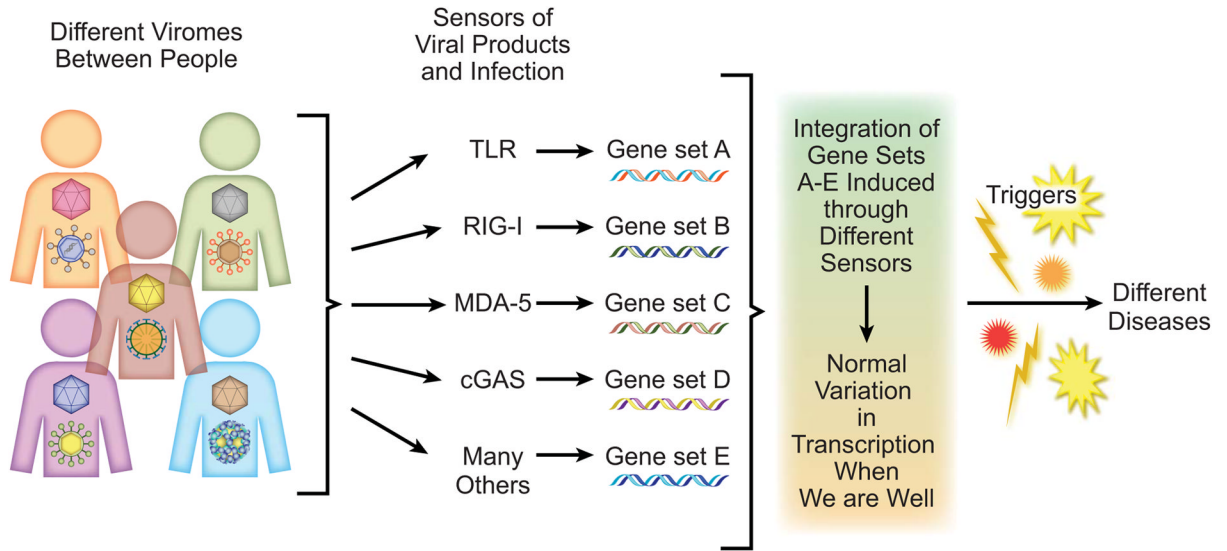 Different Viromes
Between People
Sensors of
Viral Products
and Infection
TLR
Gene set A
RIG-I
Gene set B
MDA-5
Gene set C
cGAS
Gene set D
Many
Others
Gene set E
Integration of
Gene Sets
A-E Induced
through
Different
Sensors
Normal
Variation
in
Transcription
When
We are Well
Triggers
Different
Diseases